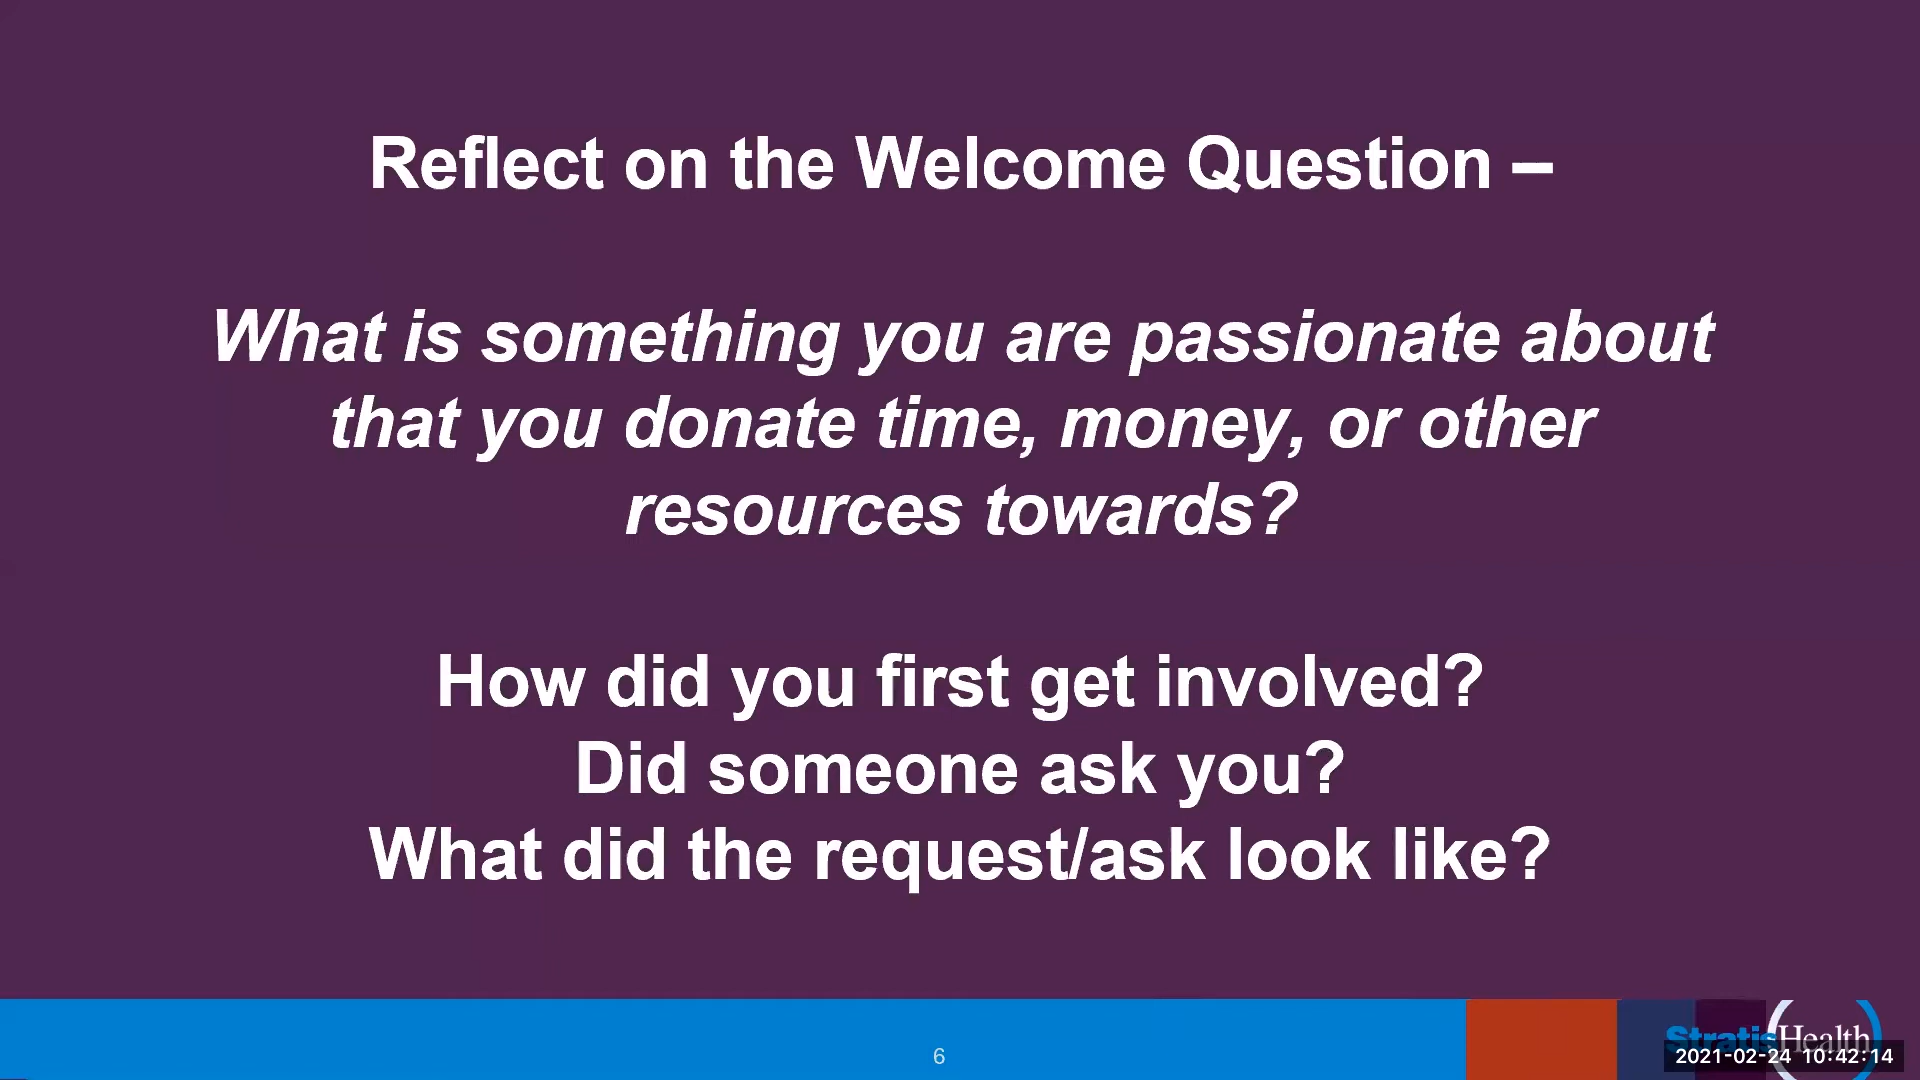 Reflect on the Welcome Question –
What is something you are passionate about
that you donate time, money, or other
resources towards?
How did you first get involved?
Did someone ask you?
What did the request/ask look like?
6
StratisHealth
2021-02-24 10:42:14